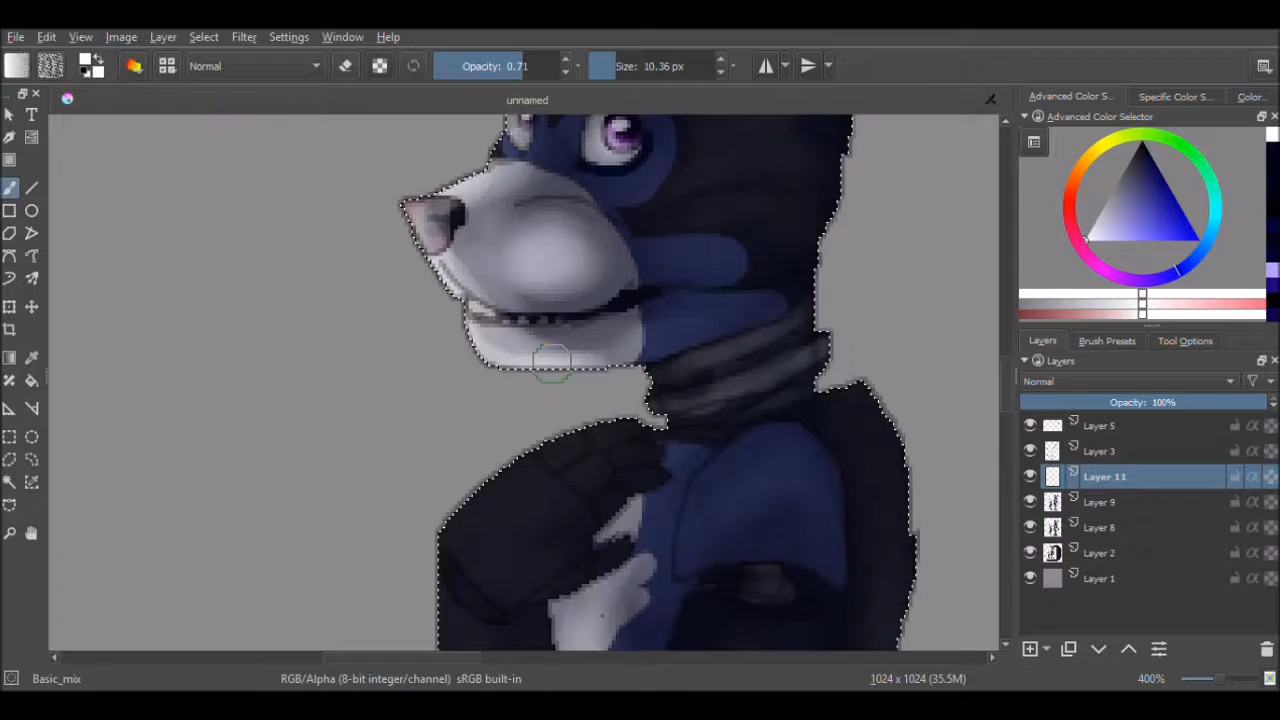 File Edit View Image Layer Select Filter Settings Window Help
Normal Opacity: 0.71 Size: 10.36 px
unnamed
Advanced Color S... Specific Color S... Color...
Advanced Color Selector
Layers Brush Presets Tool Options
Layers
Normal
Opacity: 100%
Layer 5
Layer 3
Layer 11
Layer 9
Layer 8
Layer 2
Layer 1
Basic_mix RGB/Alpha (8-bit integer/channel) sRGB built-in 1024 x 1024 (35.5M) 400%